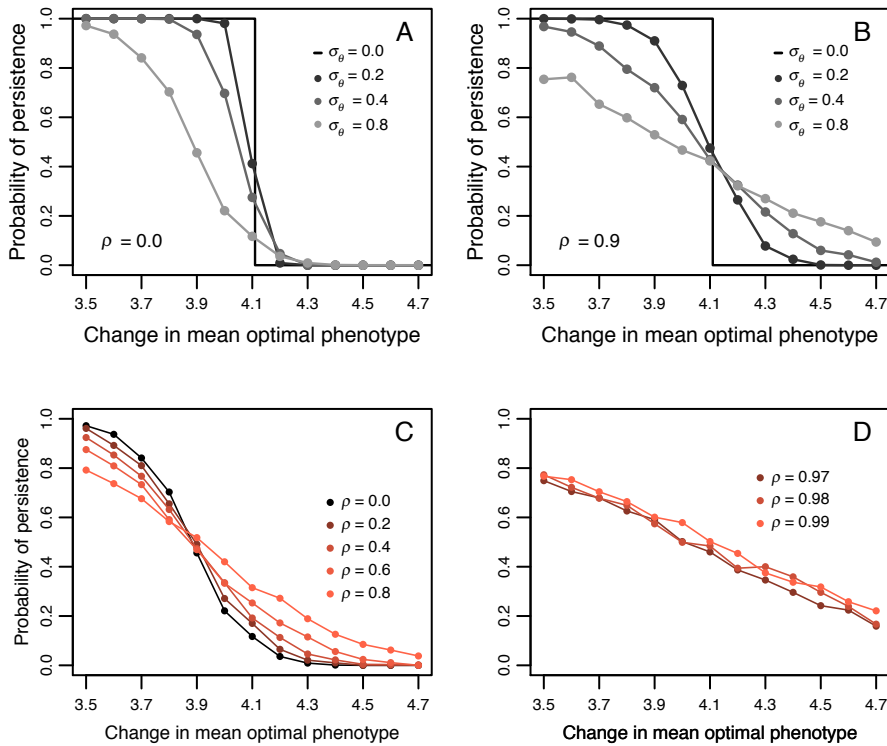 A
σθ = 0.0
σθ = 0.2
σθ = 0.4
σθ = 0.8
ρ = 0.0
Probability of persistence
0.0 0.2 0.4 0.6 0.8 1.0
3.5 3.7 3.9 4.1 4.3 4.5 4.7
Change in mean optimal phenotype
B
σθ = 0.0
σθ = 0.2
σθ = 0.4
σθ = 0.8
ρ = 0.9
Probability of persistence
0.0 0.2 0.4 0.6 0.8 1.0
3.5 3.7 3.9 4.1 4.3 4.5 4.7
Change in mean optimal phenotype
C
ρ = 0.0
ρ = 0.2
ρ = 0.4
ρ = 0.6
ρ = 0.8
Probability of persistence
0.0 0.2 0.4 0.6 0.8 1.0
3.5 3.7 3.9 4.1 4.3 4.5 4.7
Change in mean optimal phenotype
D
ρ = 0.97
ρ = 0.98
ρ = 0.99
0.0 0.2 0.4 0.6 0.8 1.0
3.5 3.7 3.9 4.1 4.3 4.5 4.7
Change in mean optimal phenotype